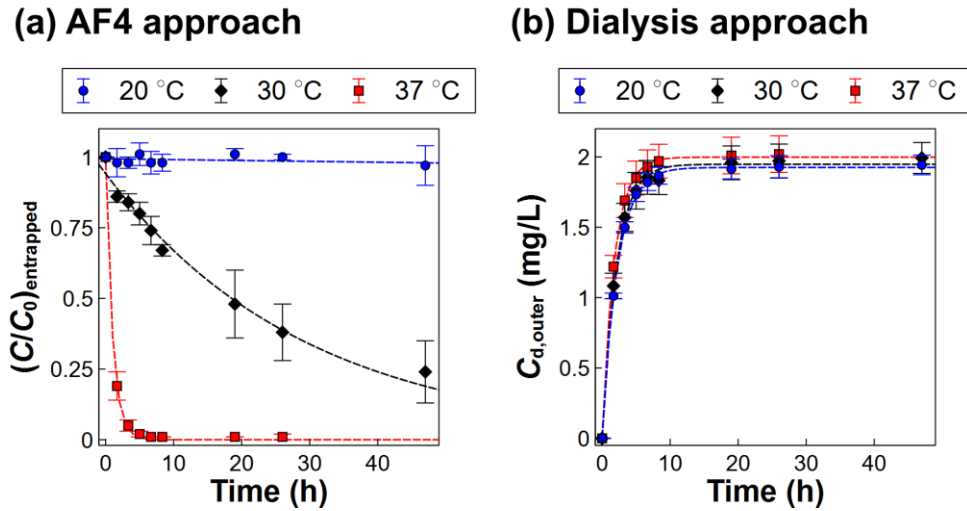 (a) AF4 approach
20 °C 30 °C 37 °C
1
0.75
0.5
0.25
0
0 10 20 30 40
(C/C₀)entrapped
Time (h)
(b) Dialysis approach
20 °C 30 °C 37 °C
2
1.5
1
0.5
0
0 10 20 30 40
Cd,outer (mg/L)
Time (h)